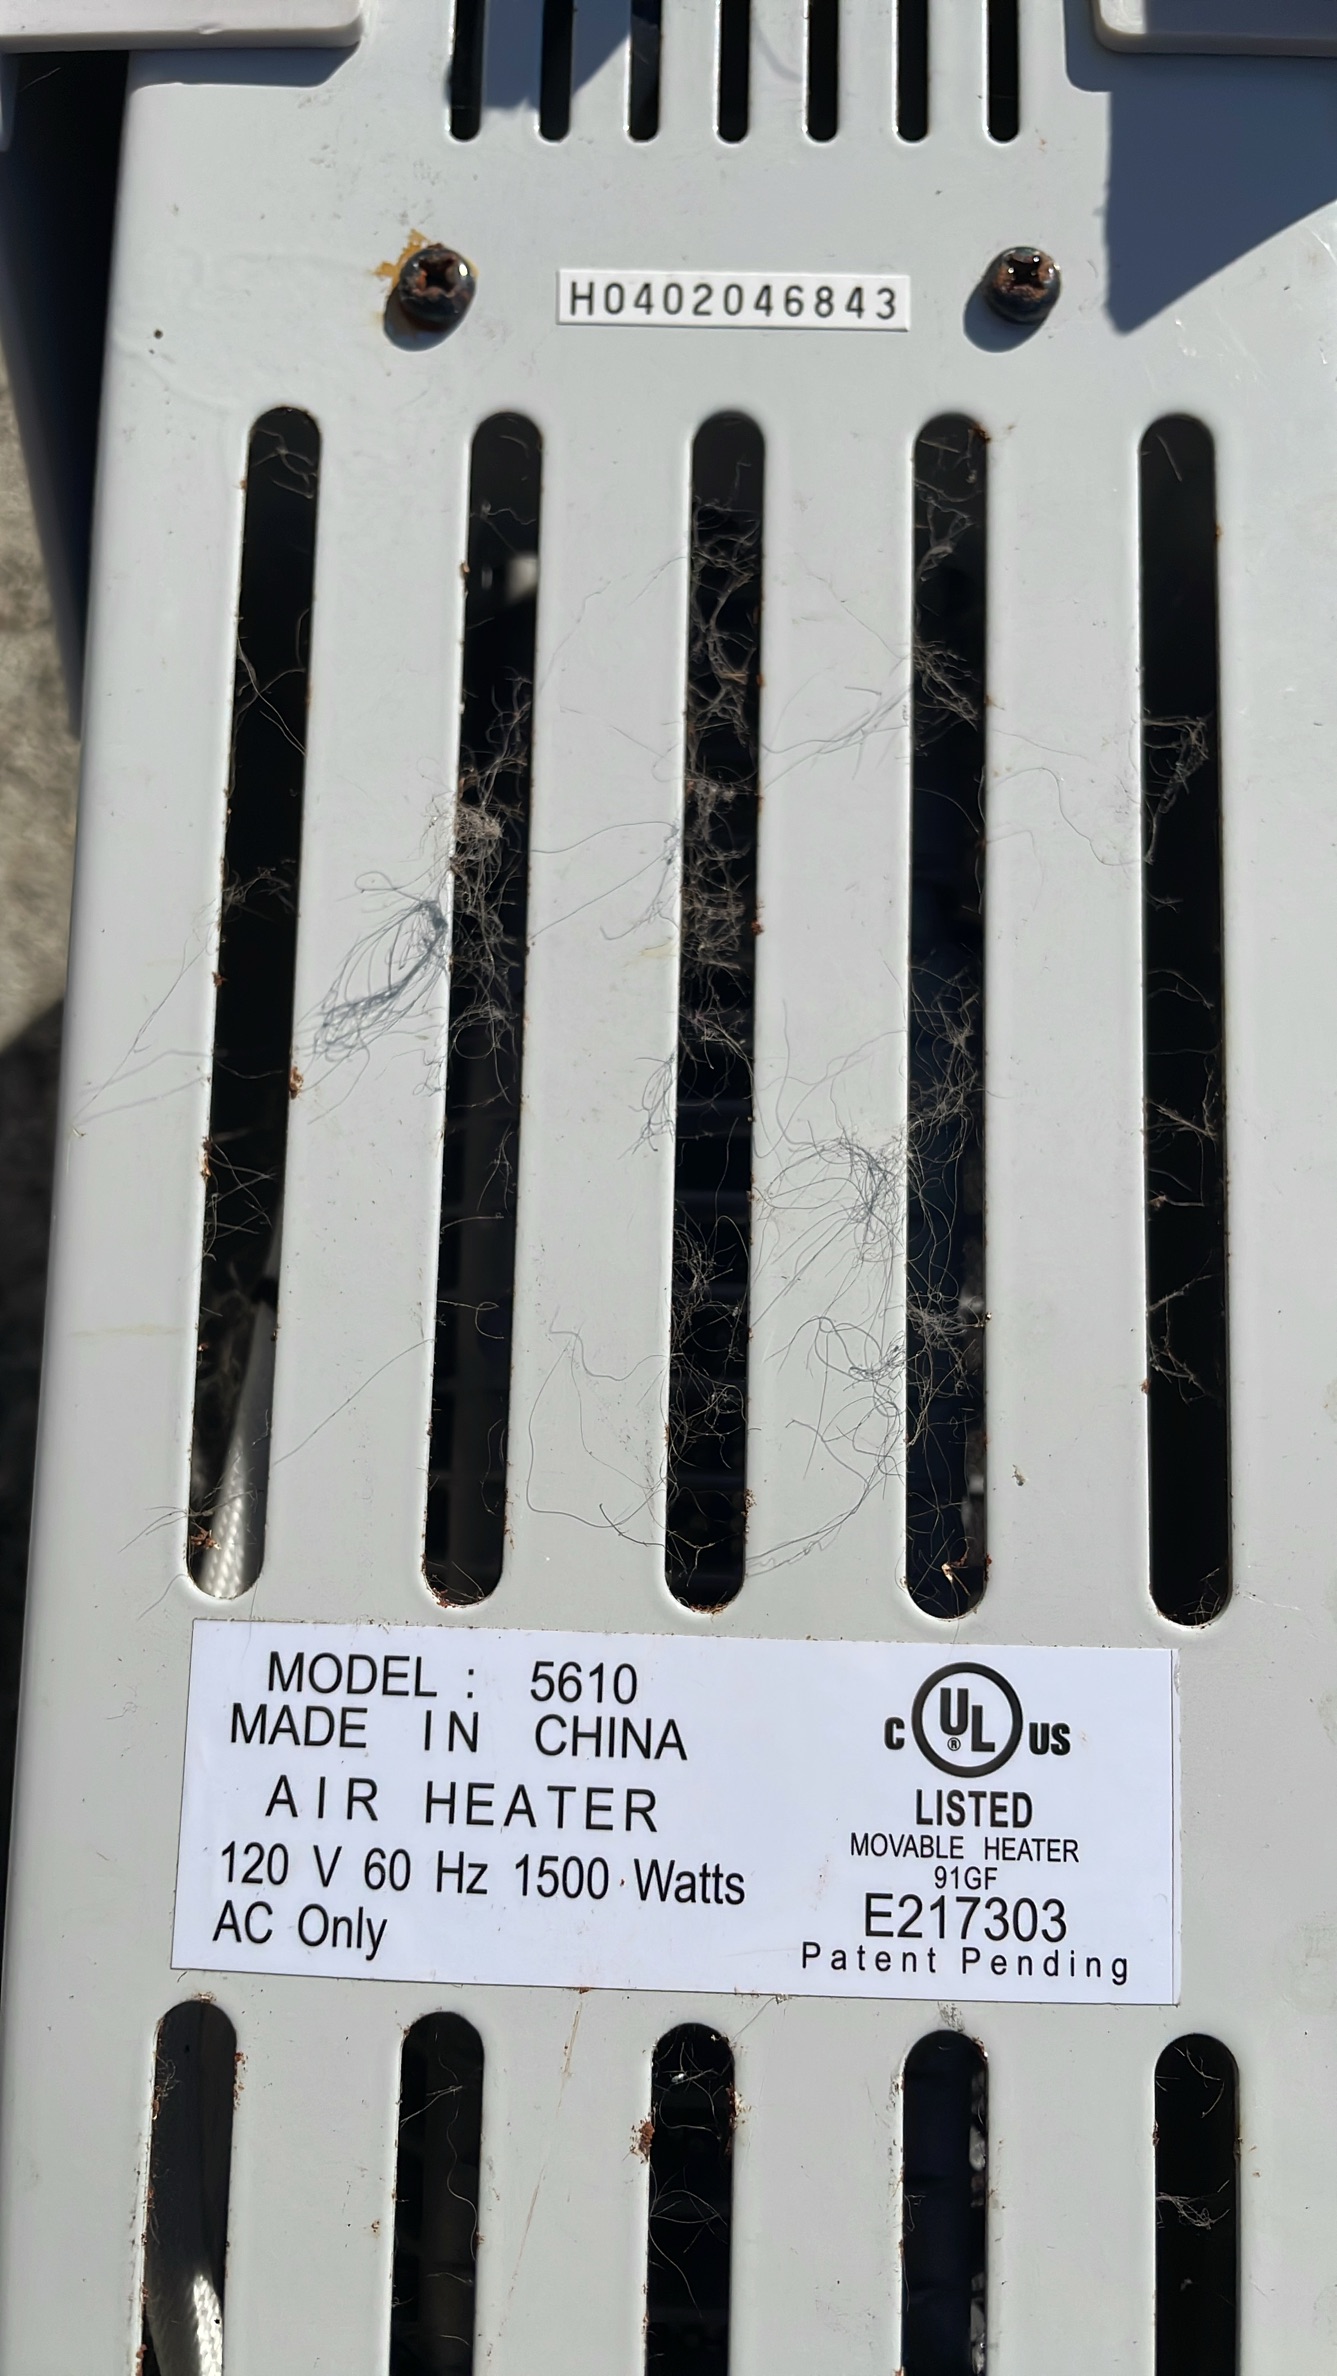 H0402046843
MODEL : 5610
MADE IN CHINA
AIR HEATER
120 V 60 Hz 1500 Watts
AC Only
C UL ® US
LISTED
MOVABLE HEATER
91GF
E217303
Patent Pending